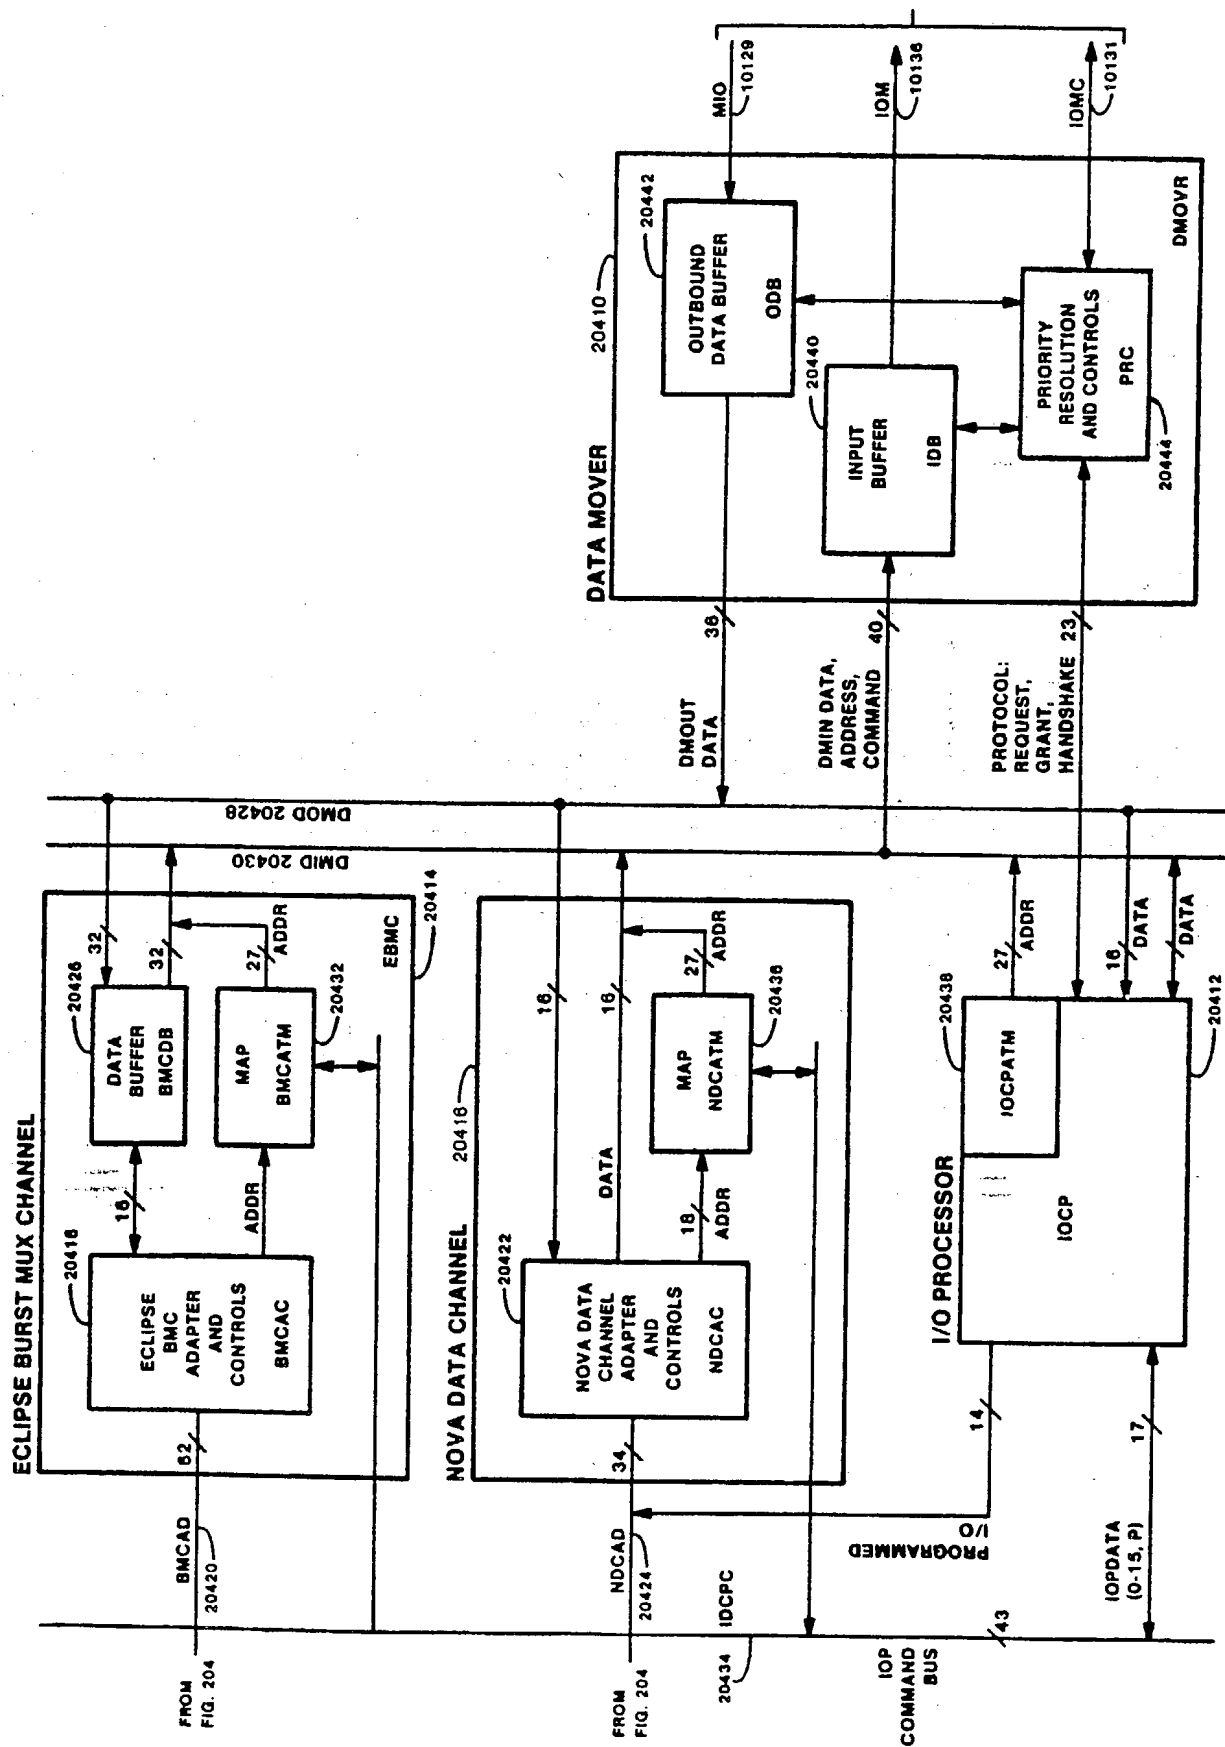 ECLIPSE BURST MUX CHANNEL
FROM
FIG. 204
BMCAD
20420
62
20418
ECLIPSE
BMC
ADAPTER
AND
CONTROLS
BMCAC
16
ADDR
20426
DATA
BUFFER
BMCDB
MAP
BMCATM
20432
32
32
27
ADDR
EBMC
20414
DMID 20430
DMOD 20428
NOVA DATA CHANNEL
20416
FROM
FIG. 204
NDCAD
20424
34
20422
NOVA DATA
CHANNEL
ADAPTER
AND
CONTROLS
NDCAC
16
DATA
16
18
ADDR
MAP
NDCATM
20436
27
ADDR
20434
IDCPC
IOP
COMMAND
BUS
43
PROGRAMMED
I/O
14
IOPDATA
(0-15, P)
17
I/O PROCESSOR
IOCP
20438
IOCPATM
27
ADDR
16
DATA
DATA
20412
DMOUT
DATA
36
DMIN DATA,
ADDRESS,
COMMAND
40
PROTOCOL:
REQUEST,
GRANT,
HANDSHAKE
23
DATA MOVER
20410
OUTBOUND
DATA BUFFER
ODB
20442
20440
INPUT
BUFFER
IDB
PRIORITY
RESOLUTION
AND CONTROLS
PRC
20444
DMOVR
MIO
10129
IOM
10136
IOMC
10131